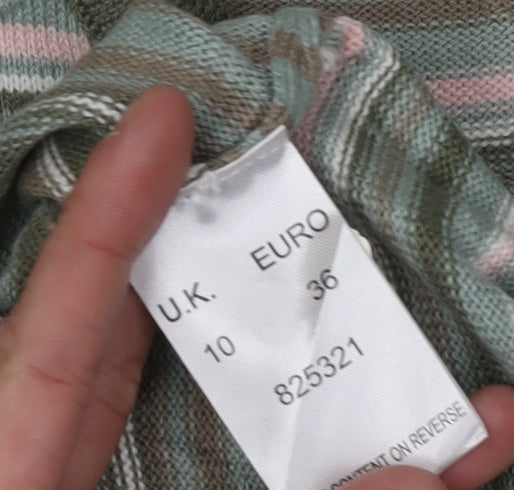 U.K. EURO
10 36
825321
CONTENT ON REVERSE